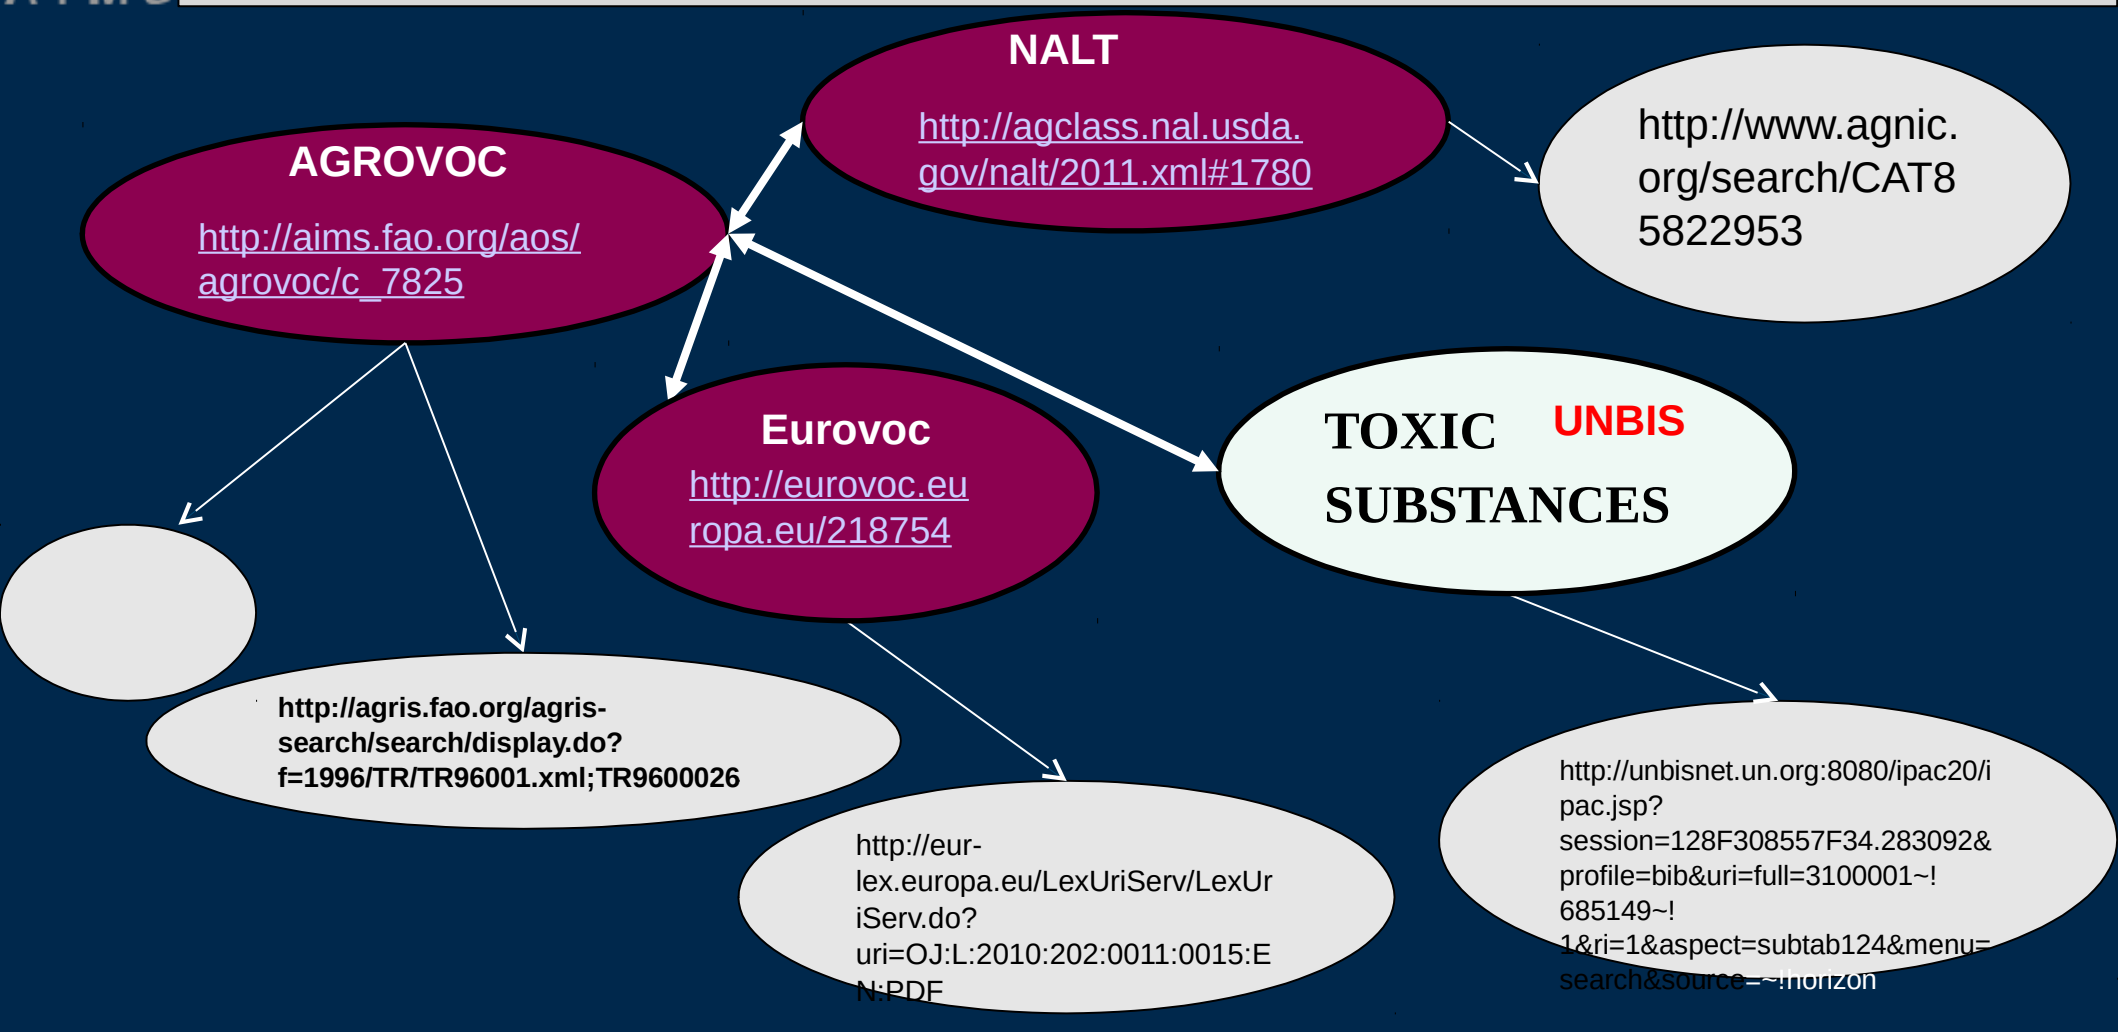 NALT
http://agclass.nal.usda.
gov/nalt/2011.xml#1780
http://www.agnic.
org/search/CAT8
5822953
AGROVOC
http://aims.fao.org/aos/
agrovoc/c_7825
Eurovoc
http://eurovoc.eu
ropa.eu/218754
TOXIC UNBIS
SUBSTANCES
http://agris.fao.org/agris-
search/search/display.do?
f=1996/TR/TR96001.xml;TR9600026
http://eur-
lex.europa.eu/LexUriServ/LexUr
iServ.do?
uri=OJ:L:2010:202:0011:0015:E
N:PDF
http://unbisnet.un.org:8080/ipac20/i
pac.jsp?
session=128F308557F34.283092&
profile=bib&uri=full=3100001~!
685149~!
1&ri=1&aspect=subtab124&menu=
search&source=~!horizon